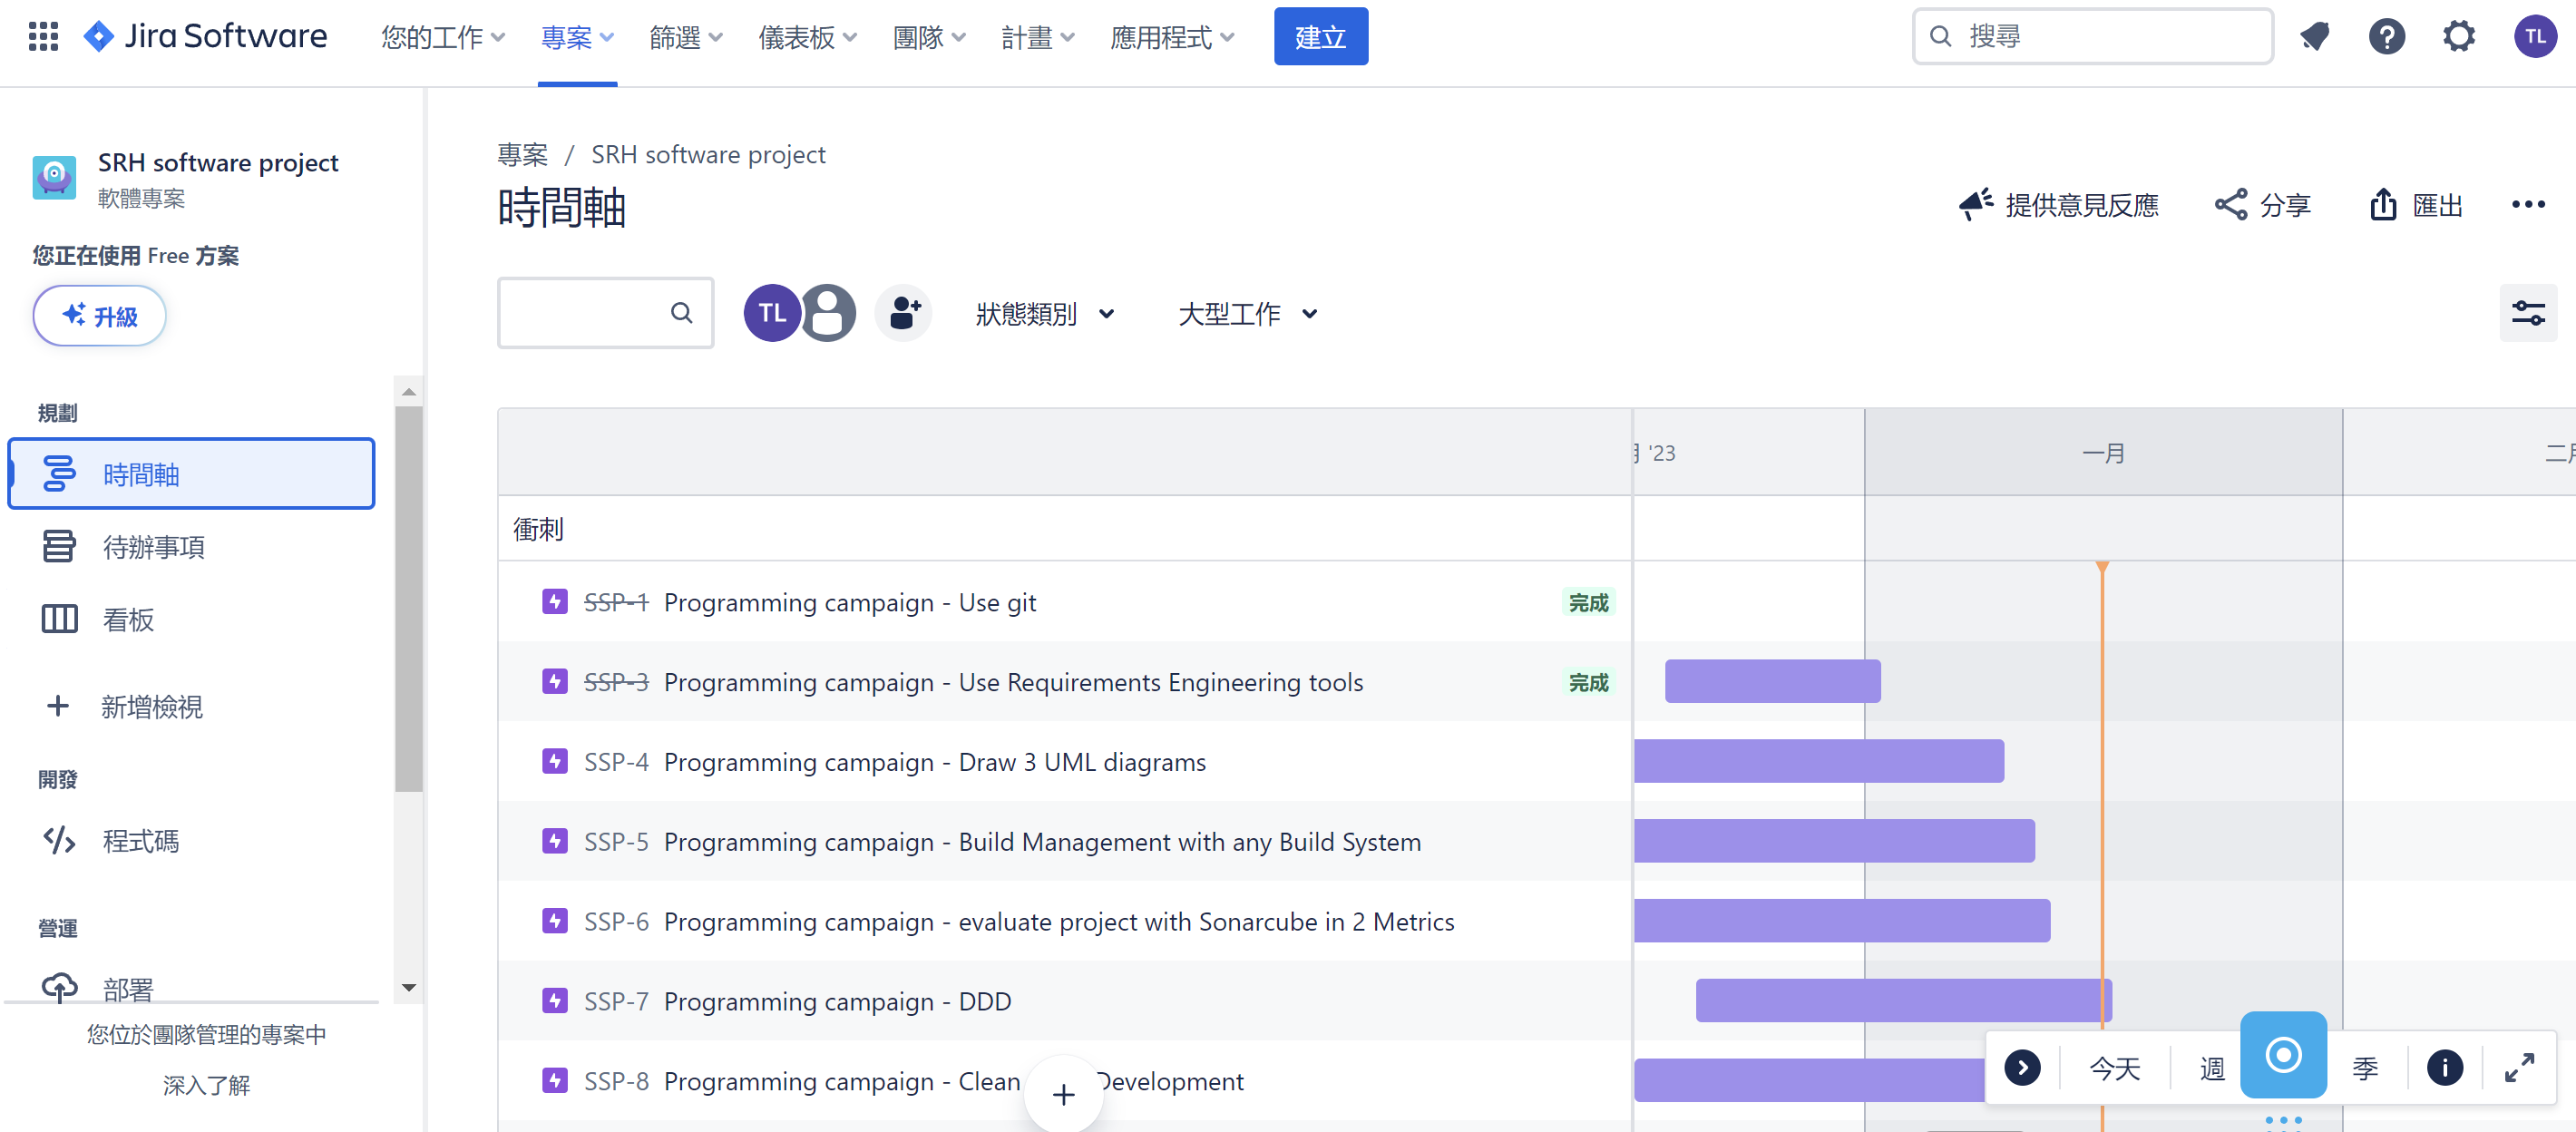 Jira Software
您的工作
專案
篩選
儀表板
團隊
計畫
應用程式
建立
搜尋
TL
SRH software project
軟體專案
您正在使用 Free 方案
升級
規劃
時間軸
待辦事項
看板
新增檢視
開發
程式碼
營運
部署
您位於團隊管理的專案中
深入了解
專案 / SRH software project
時間軸
提供意見反應
分享
匯出
TL
狀態類別
大型工作
月 '23
一月
二月
衝刺
SSP-1 Programming campaign - Use git 完成
SSP-3 Programming campaign - Use Requirements Engineering tools 完成
SSP-4 Programming campaign - Draw 3 UML diagrams
SSP-5 Programming campaign - Build Management with any Build System
SSP-6 Programming campaign - evaluate project with Sonarcube in 2 Metrics
SSP-7 Programming campaign - DDD
SSP-8 Programming campaign - Clean Development
今天
週
季